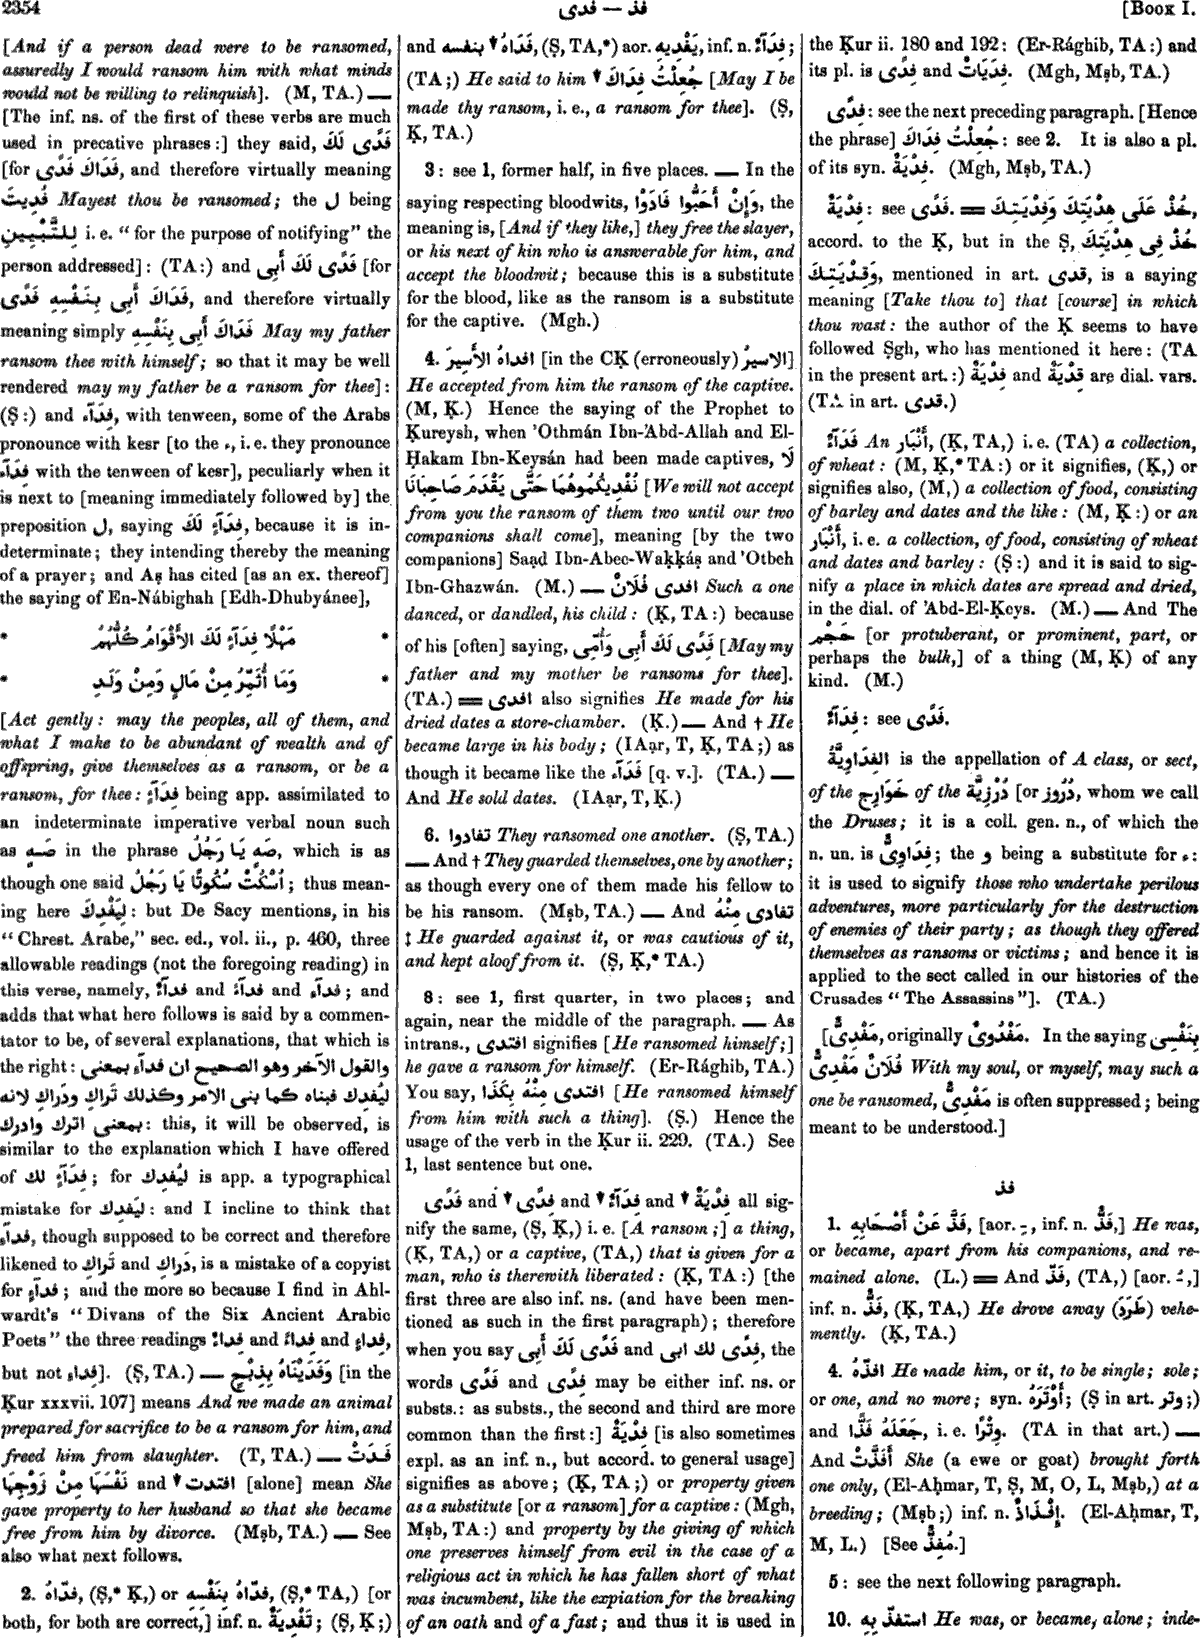 2354
فذ — فدى
[BOOK I.
[And if a person dead were to be ransomed,
assuredly I would ransom him with what minds
would not be willing to relinquish]. (M, TA.) —
[The inf. ns. of the first of these verbs are much
used in precative phrases :] they said, فَدًى لَكَ
[for فَدَاكَ فَدًى, and therefore virtually meaning
فُدِيتَ Mayest thou be ransomed; the ل being
لِلتَّبْيِينِ i. e. “for the purpose of notifying” the
person addressed] : (TA :) and فَدًى لَكَ أَبِى [for
فَدَاكَ أَبِى بِنَفْسِهِ فَدًى, and therefore virtually
meaning simply فَدَاكَ أَبِى بِنَفْسِهِ May my father
ransom thee with himself; so that it may be well
rendered may my father be a ransom for thee] :
(Ṣ :) and فِدَآء, with tenween, some of the Arabs
pronounce with kesr [to the ء, i. e. they pronounce
فِدَآء with the tenween of kesr], peculiarly when it
is next to [meaning immediately followed by] the
preposition ل, saying فِدَآءٍ لَكَ, because it is in-
determinate; they intending thereby the meaning
of a prayer; and Aṣ has cited [as an ex. thereof]
the saying of En-Nábighah [Edh-Dhubyánee],
* مَهْلًا فِدَآءٍ لَكَ الأَقْوَامُ كُلُّهُمُ *
* وَمَا أُثَمِّرُ مِنْ مَالٍ وَمِنْ وَلَدِ *
[Act gently : may the peoples, all of them, and
what I make to be abundant of wealth and of
offspring, give themselves as a ransom, or be a
ransom, for thee : فِدَآءٍ being app. assimilated to
an indeterminate imperative verbal noun such
as صَهٍ in the phrase صَهٍ يَا رَجُلُ, which is as
though one said اُسْكُتْ سُكُوتًا يَا رَجُلُ; thus mean-
ing here لِيَفْدِكَ : but De Sacy mentions, in his
“Chrest. Arabe,” sec. ed., vol. ii., p. 460, three
allowable readings (not the foregoing reading) in
this verse, namely, فداءٌ and فداءً and فداءِ; and
adds that what here follows is said by a commen-
tator to be, of several explanations, that which is
the right : والقول الآخر وهو الصحيح ان فداءِ بمعنى
ليُفدك فبناه كما بنى الامر وكذلك تَراكِ ودَراكِ لانه
بمعنى اترك وادرك : this, it will be observed, is
similar to the explanation which I have offered
of فِدَآءٍ لك; for ليُفدك is app. a typographical
mistake for ليَفدك : and I incline to think that
فداءِ, though supposed to be correct and therefore
likened to تَراكِ and دَراكِ, is a mistake of a copyist
for فداءٍ; and the more so because I find in Ahl-
wardt's “Divans of the Six Ancient Arabic
Poets” the three readings فداءٌ and فداءً and فداءٍ,
but not فداءِ]. (Ṣ, TA.) — وَفَدَيْنَاهُ بِذِبْحٍ [in the
Ḳur xxxvii. 107] means And we made an animal
prepared for sacrifice to be a ransom for him, and
freed him from slaughter. (T, TA.) — فَدَتْ
نَفْسَهَا مِنْ زَوْجِهَا and ▾ افتدت [alone] mean She
gave property to her husband so that she became
free from him by divorce. (Mṣb, TA.) — See
also what next follows.
2. فدّاهُ, (Ṣ,* Ḳ,) or فدّاهُ بِنَفْسِهِ, (Ṣ,* TA,) [or
both, for both are correct,] inf. n. تَفْدِيَةٌ; (Ṣ, Ḳ;)
and ▾ فَدَاهُ بنفسه, (Ṣ, TA,*) aor. يَفْدِيهِ, inf. n. فِدَآءٌ;
(TA;) He said to him ▾ جُعِلْتُ فِدَاكَ [May I be
made thy ransom, i. e., a ransom for thee]. (Ṣ,
Ḳ, TA.)
3 : see 1, former half, in five places. — In the
saying respecting bloodwits, وَإِنْ أَحَبُّوا فَادَوْا, the
meaning is, [And if they like,] they free the slayer,
or his next of kin who is answerable for him, and
accept the bloodwit; because this is a substitute
for the blood, like as the ransom is a substitute
for the captive. (Mgh.)
4. افداهُ الأَسِيرَ [in the CḲ (erroneously) الاسيرُ]
He accepted from him the ransom of the captive.
(M, Ḳ.) Hence the saying of the Prophet to
Ḳureysh, when 'Othmán Ibn-'Abd-Allah and El-
Ḥakam Ibn-Keysán had been made captives, لَا
نُفْدِيكُمُوهُمَا حَتَّى يَقْدَمَ صَاحِبَانَا [We will not accept
from you the ransom of them two until our two
companions shall come], meaning [by the two
companions] Saạd Ibn-Abee-Waḳḳáṣ and 'Otbeh
Ibn-Ghazwán. (M.) — افدى فُلَانٌ Such a one
danced, or dandled, his child : (Ḳ, TA :) because
of his [often] saying, فَدًى لَكَ أَبِى وَأُمِّى [May my
father and my mother be ransoms for thee].
(TA.) = افدى also signifies He made for his
dried dates a store-chamber. (Ḳ.) — And † He
became large in his body; (IAạr, T, Ḳ, TA;) as
though it became like the فَدَآء [q. v.]. (TA.) —
And He sold dates. (IAạr, T, Ḳ.)
6. تفادوا They ransomed one another. (Ṣ, TA.)
— And † They guarded themselves, one by another;
as though every one of them made his fellow to
be his ransom. (Mṣb, TA.) — And تفادى مِنْهُ
‡ He guarded against it, or was cautious of it,
and kept aloof from it. (Ṣ, Ḳ,* TA.)
8 : see 1, first quarter, in two places; and
again, near the middle of the paragraph. — As
intrans., افتدى signifies [He ransomed himself;]
he gave a ransom for himself. (Er-Rághib, TA.)
You say, افتدى مِنْهُ بِكَذَا [He ransomed himself
from him with such a thing]. (Ṣ.) Hence the
usage of the verb in the Ḳur ii. 229. (TA.) See
1, last sentence but one.
فَدًى and ▾ فِدًى and ▾ فِدَآءٌ and ▾ فِدْيَةٌ all sig-
nify the same, (Ṣ, Ḳ,) i. e. [A ransom;] a thing,
(Ḳ, TA,) or a captive, (TA,) that is given for a
man, who is therewith liberated : (Ḳ, TA :) [the
first three are also inf. ns. (and have been men-
tioned as such in the first paragraph); therefore
when you say فَدًى لَكَ أَبِى and فِدًى لك ابى, the
words فَدًى and فِدًى may be either inf. ns. or
substs. : as substs., the second and third are more
common than the first :] فِدْيَةٌ [is also sometimes
expl. as an inf. n., but accord. to general usage]
signifies as above; (Ḳ, TA;) or property given
as a substitute [or a ransom] for a captive : (Mgh,
Mṣb, TA :) and property by the giving of which
one preserves himself from evil in the case of a
religious act in which he has fallen short of what
was incumbent, like the expiation for the breaking
of an oath and of a fast; and thus it is used in
the Ḳur ii. 180 and 192 : (Er-Rághib, TA :) and
its pl. is فِدًى and فِدَيَاتٌ. (Mgh, Mṣb, TA.)
فِدًى : see the next preceding paragraph. [Hence
the phrase] جُعِلْتُ فِدَاكَ : see 2. It is also a pl.
of its syn. فِدْيَةٌ. (Mgh, Mṣb, TA.)
فِدْيَةٌ : see فَدًى. = خُذْ عَلَى هِدْيَتِكَ وَفِدْيَتِكَ,
accord. to the Ḳ, but in the Ṣ, خُذْ فِى هِدْيَتِكَ
وَقِدْيَتِكَ, mentioned in art. قدى, is a saying
meaning [Take thou to] that [course] in which
thou wast : the author of the Ḳ seems to have
followed Ṣgh, who has mentioned it here : (TA
in the present art. :) فِدْيَةٌ and قِدْيَةٌ are dial. vars.
(TA in art. قدى.)
فَدَآءٌ An أَنْبَار, (Ḳ, TA,) i. e. (TA) a collection,
of wheat : (M, Ḳ,* TA :) or it signifies, (Ḳ,) or
signifies also, (M,) a collection of food, consisting
of barley and dates and the like : (M, Ḳ :) or an
أَنْبَار, i. e. a collection, of food, consisting of wheat
and dates and barley : (Ṣ :) and it is said to sig-
nify a place in which dates are spread and dried,
in the dial. of 'Abd-El-Ḳeys. (M.) — And The
حَجْم [or protuberant, or prominent, part, or
perhaps the bulk,] of a thing (M, Ḳ) of any
kind. (M.)
فِدَآءٌ : see فَدًى.
الفِدَاوِيَّةُ is the appellation of A class, or sect,
of the خَوَارِج of the دُرْزِيَّة [or دُرُوز, whom we call
the Druses; it is a coll. gen. n., of which the
n. un. is فِدَاوِىٌّ; the و being a substitute for ء :
it is used to signify those who undertake perilous
adventures, more particularly for the destruction
of enemies of their party; as though they offered
themselves as ransoms or victims; and hence it is
applied to the sect called in our histories of the
Crusades “The Assassins”]. (TA.)
[مَفْدِىٌّ, originally مَفْدُوىٌ. In the saying بِنَفْسِى
فُلَانٌ مَفْدِىٌّ With my soul, or myself, may such a
one be ransomed, مَفْدِىٌّ is often suppressed; being
meant to be understood.]
فذ
1. فَذَّ عَنْ أَصْحَابِهِ, [aor. ـِ, inf. n. فَذٌّ,] He was,
or became, apart from his companions, and re-
mained alone. (L.) = And فَذَّ, (TA,) [aor. ـُ,]
inf. n. فَذٌّ, (Ḳ, TA,) He drove away (طَرَدَ) vehe-
mently. (Ḳ, TA.)
4. افذّهُ He made him, or it, to be single; sole;
or one, and no more; syn. أَوْتَرَهُ; (Ṣ in art. وتر;)
and جَعَلَهُ فَذًّا, i. e. وِتْرًا. (TA in that art.) —
And أَفَذَّتْ She (a ewe or goat) brought forth
one only, (El-Aḥmar, T, Ṣ, M, O, L, Mṣb,) at a
breeding; (Mṣb;) inf. n. إِفْذَاذٌ. (El-Aḥmar, T,
M, L.) [See مُفِذٌّ.]
5 : see the next following paragraph.
10. استفذّ بِهِ He was, or became, alone; inde-